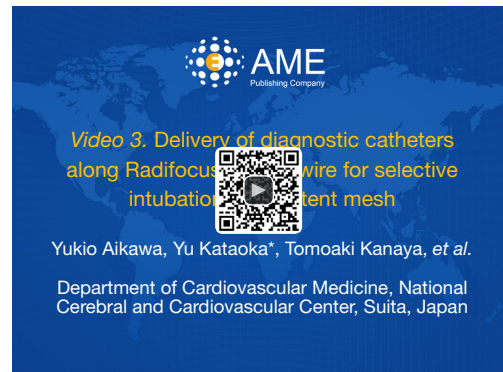 AME
Publishing Company
Video 3. Delivery of diagnostic catheters
along Radifocus wire for selective
intubation tent mesh
Yukio Aikawa, Yu Kataoka*, Tomoaki Kanaya, et al.
Department of Cardiovascular Medicine, National
Cerebral and Cardiovascular Center, Suita, Japan